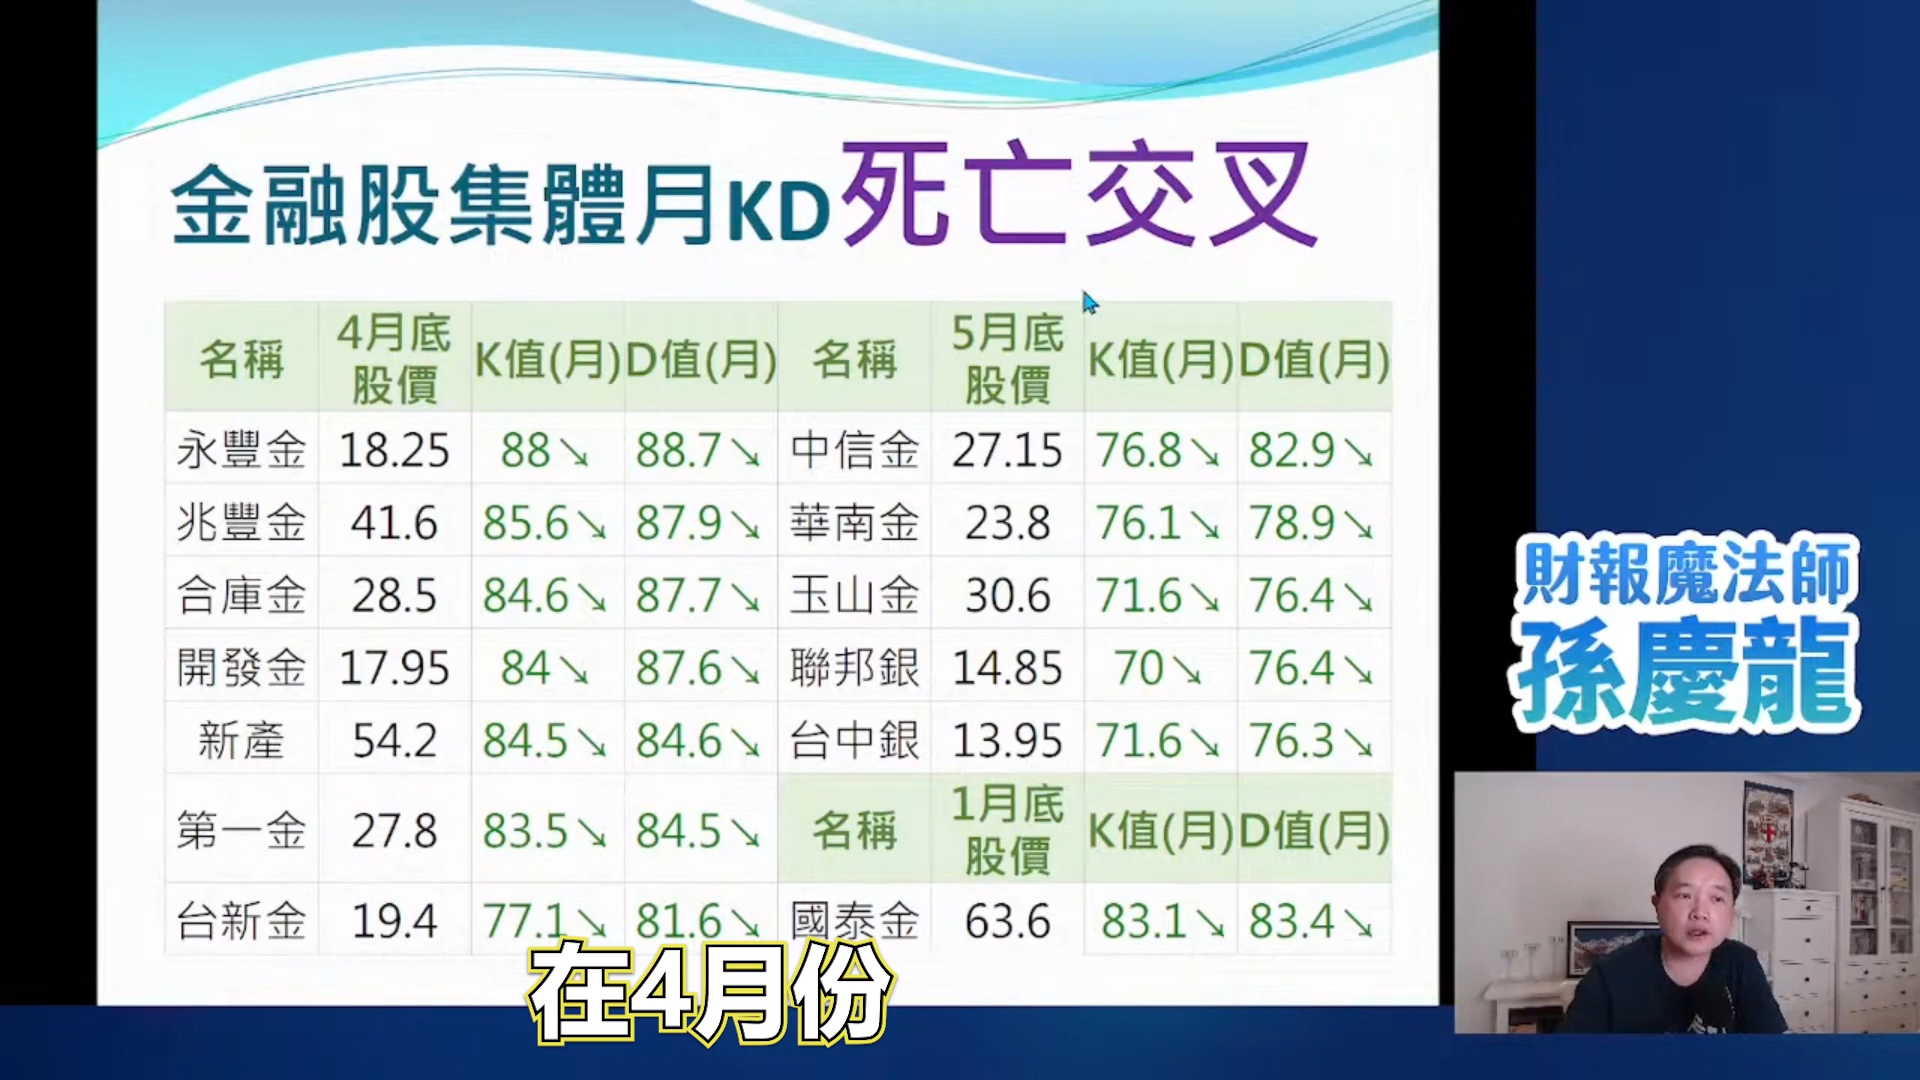 金融股集體月KD死亡交叉
名稱 4月底股價 K值(月) D值(月) 名稱 5月底股價 K值(月) D值(月)
永豐金 18.25 88↘ 88.7↘ 中信金 27.15 76.8↘ 82.9↘
兆豐金 41.6 85.6↘ 87.9↘ 華南金 23.8 76.1↘ 78.9↘
合庫金 28.5 84.6↘ 87.7↘ 玉山金 30.6 71.6↘ 76.4↘
開發金 17.95 84↘ 87.6↘ 聯邦銀 14.85 70↘ 76.4↘
新產 54.2 84.5↘ 84.6↘ 台中銀 13.95 71.6↘ 76.3↘
第一金 27.8 83.5↘ 84.5↘ 名稱 1月底股價 K值(月) D值(月)
台新金 19.4 77.1↘ 81.6↘ 國泰金 63.6 83.1↘ 83.4↘
在4月份
財報魔法師
孫慶龍